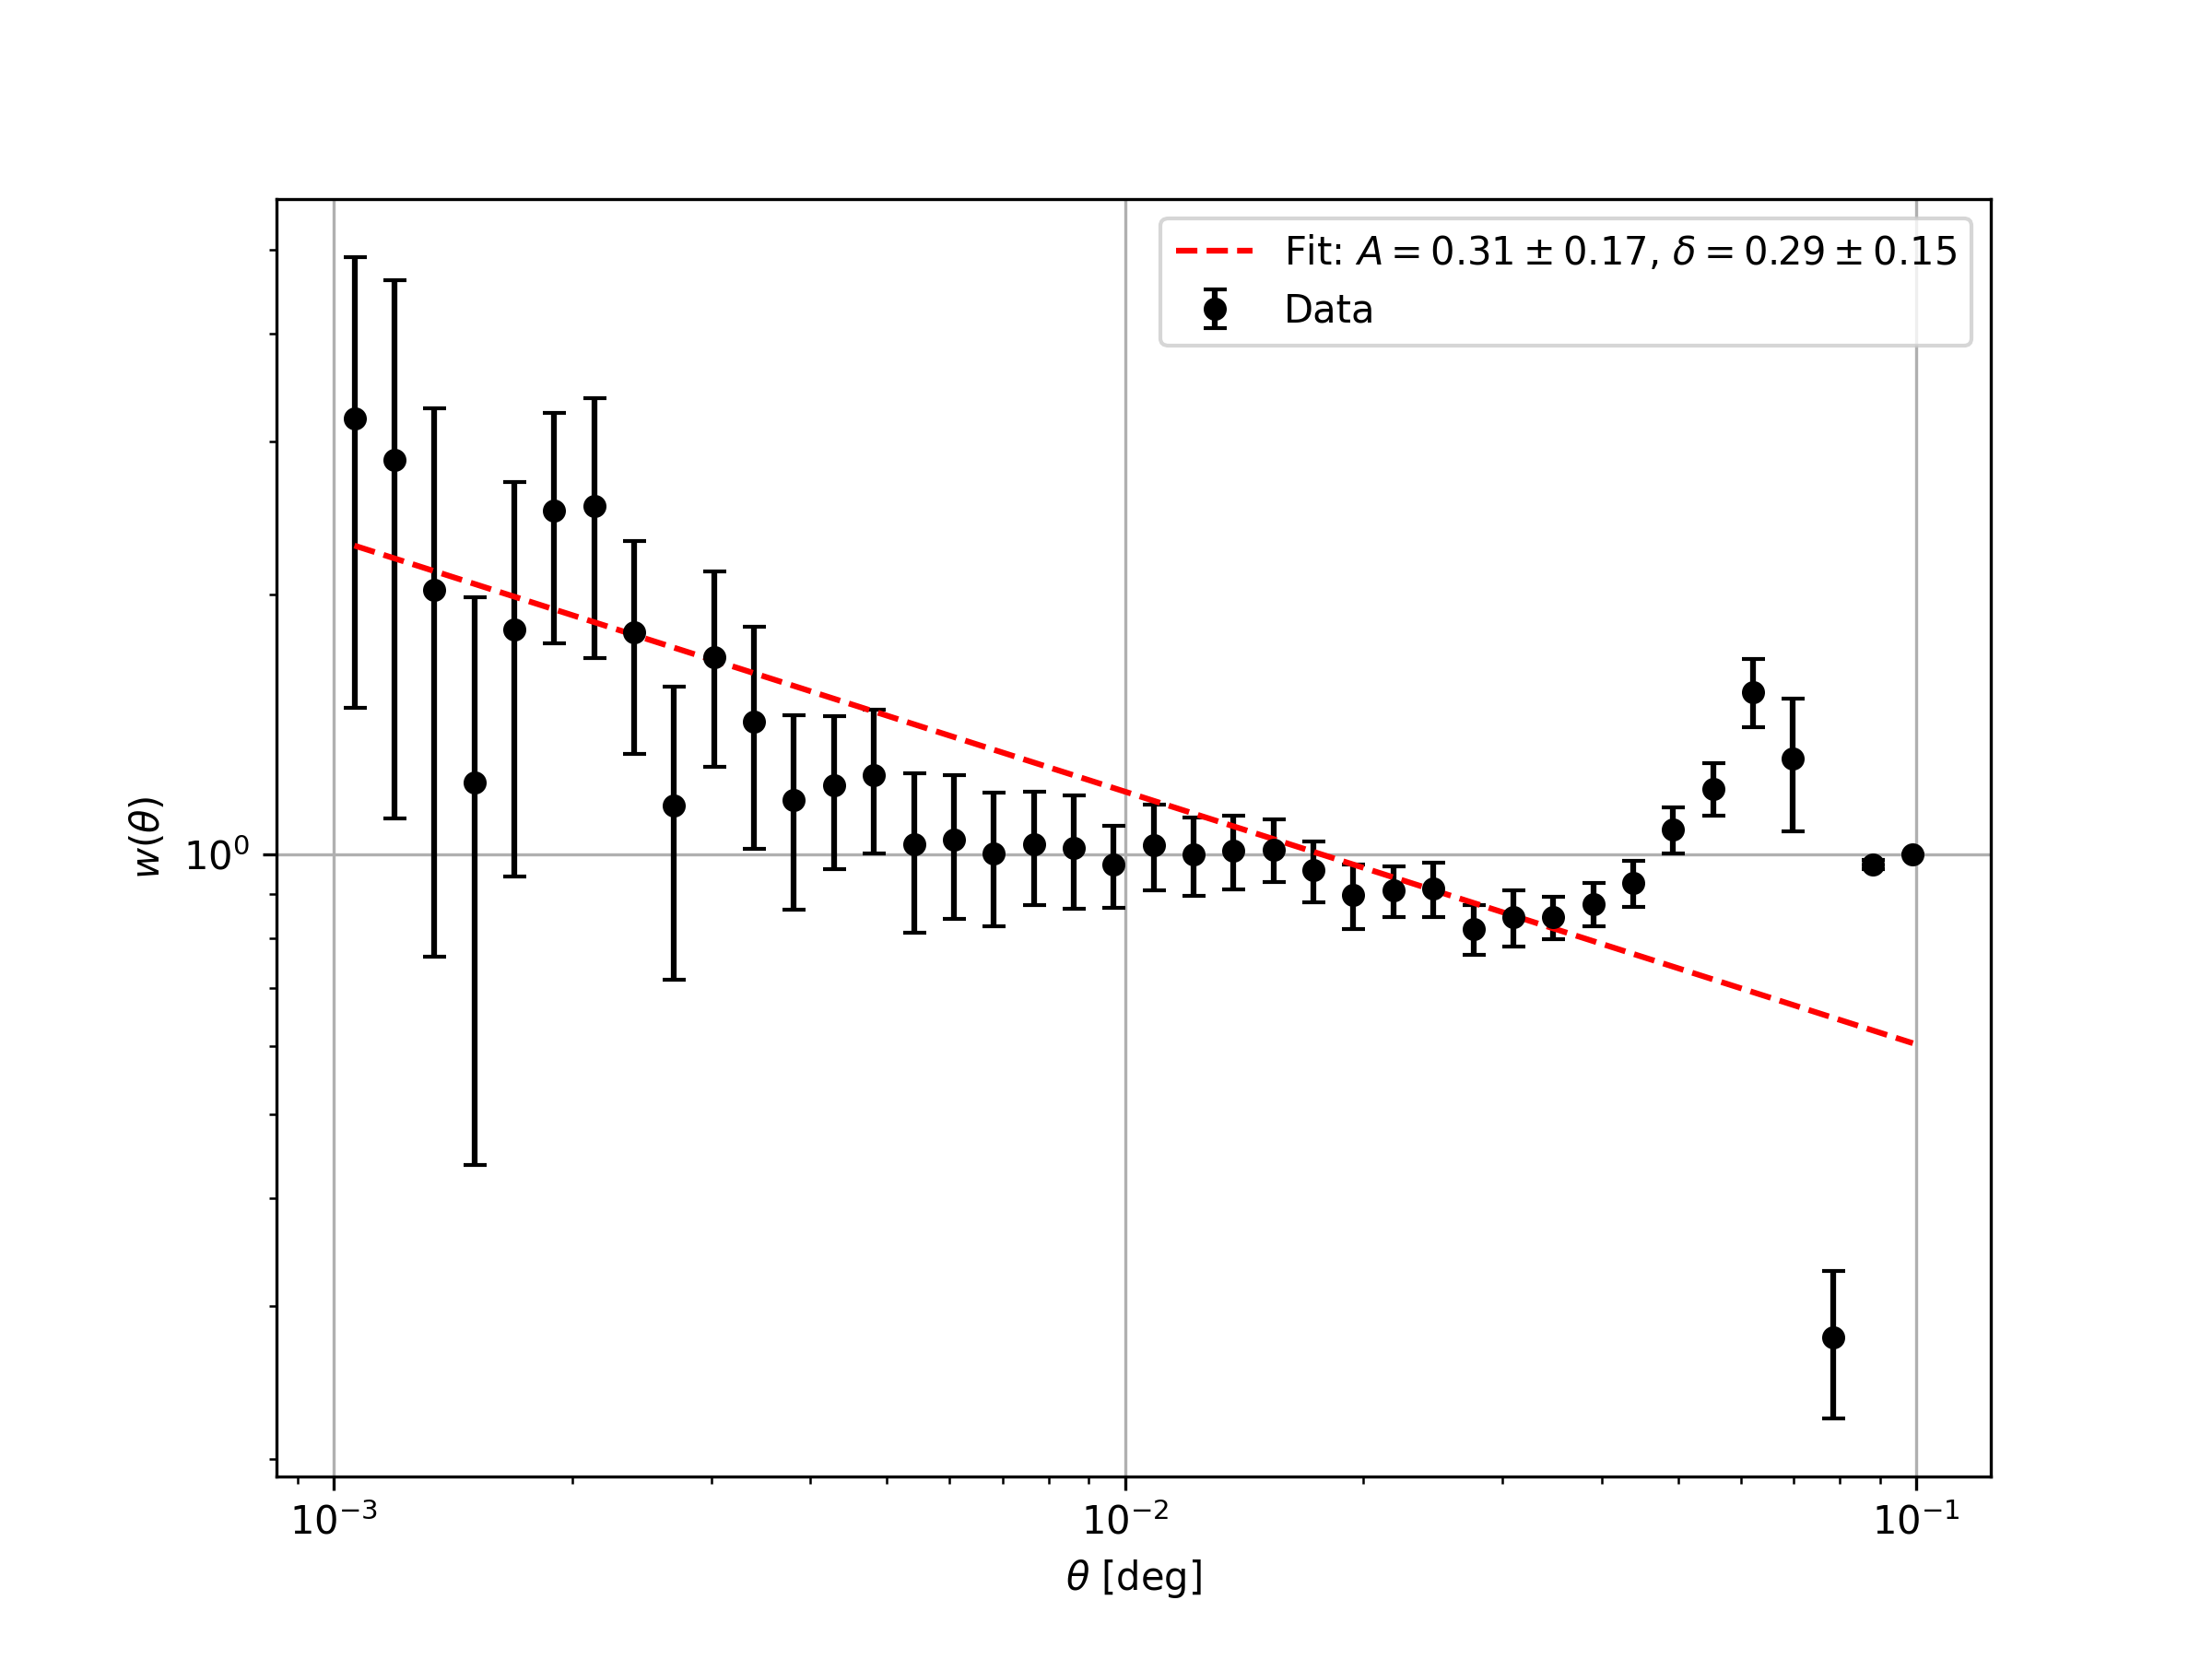 Fit: A = 0.31 ± 0.17, δ = 0.29 ± 0.15
Data
w(θ)
10⁰
10⁻³
10⁻²
10⁻¹
θ [deg]